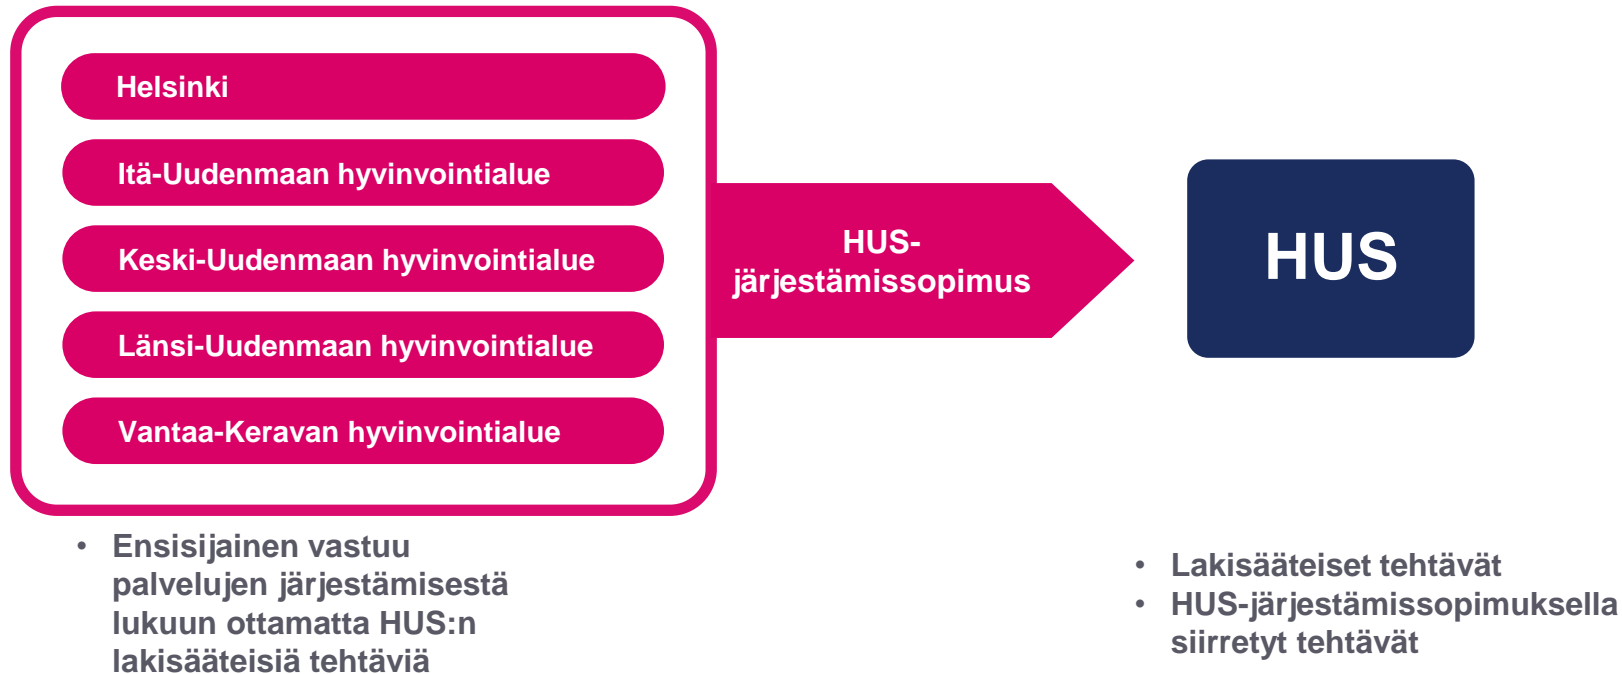 Helsinki
Itä-Uudenmaan hyvinvointialue
Keski-Uudenmaan hyvinvointialue
Länsi-Uudenmaan hyvinvointialue
Vantaa-Keravan hyvinvointialue
HUS-
järjestämissopimus
HUS
• Ensisijainen vastuu
palvelujen järjestämisestä
lukuun ottamatta HUS:n
lakisääteisiä tehtäviä
• Lakisääteiset tehtävät
• HUS-järjestämissopimuksella
siirretyt tehtävät